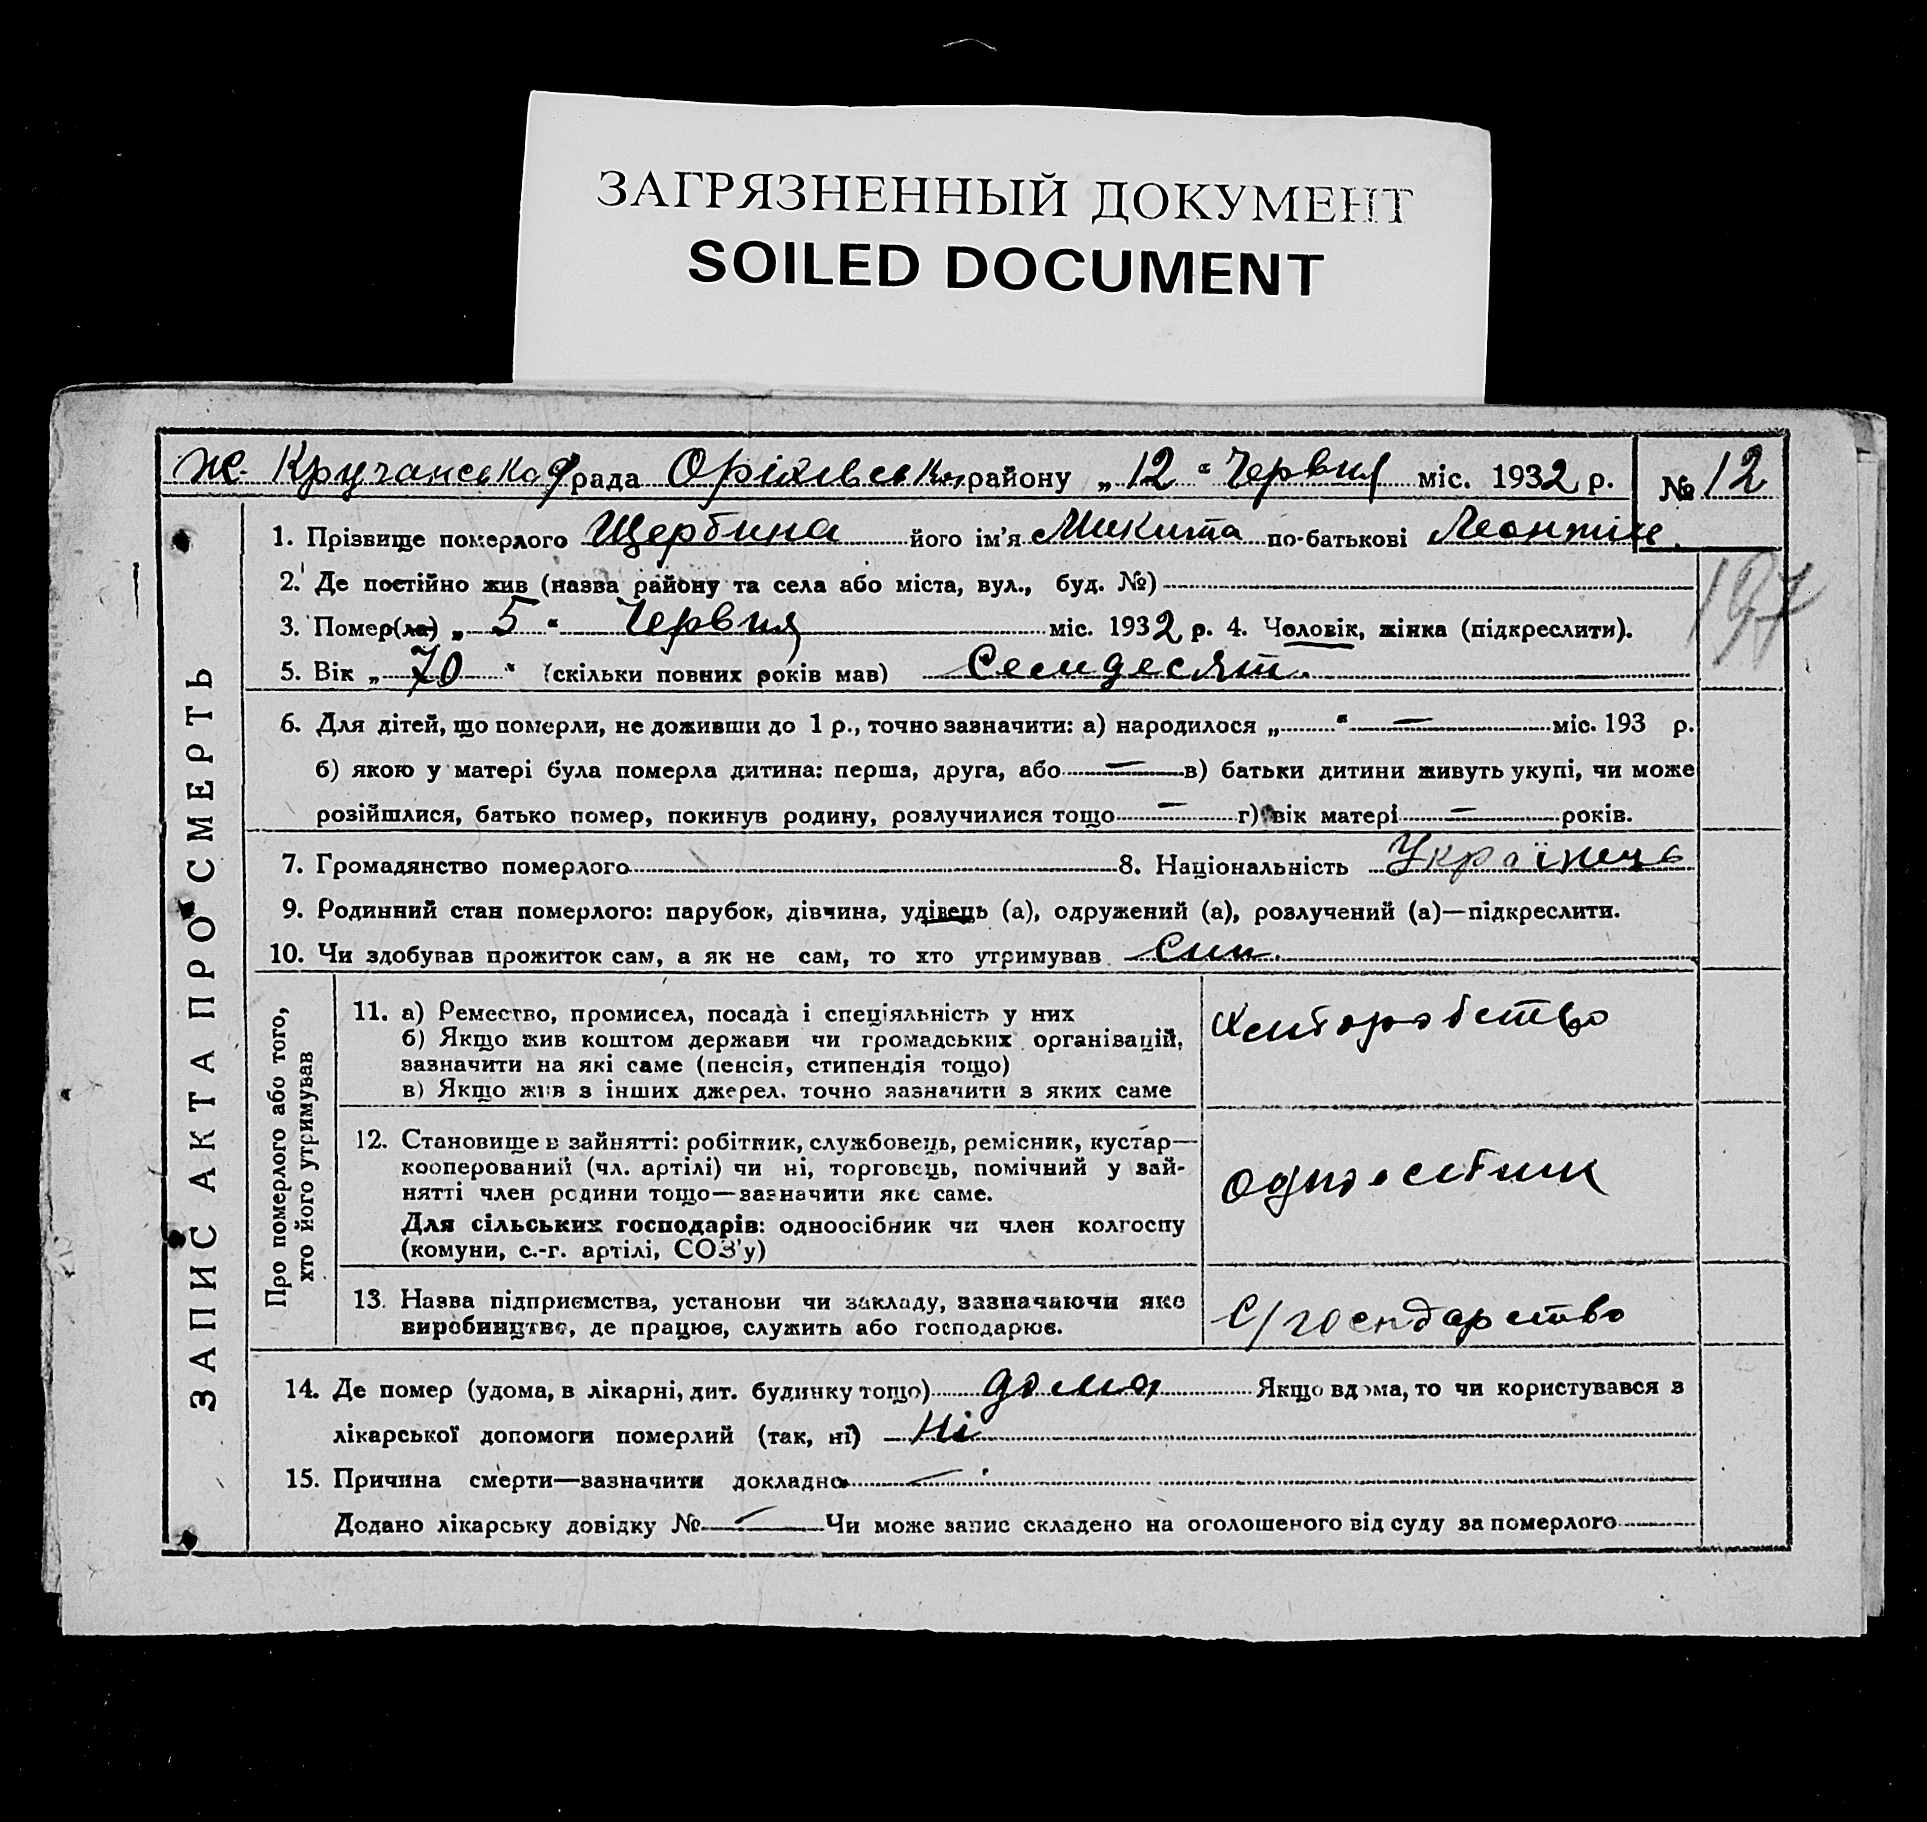 ЗАГРЯЗНЕННЫЙ ДОКУМЕНТ
SOILED DOCUMENT
Ж. Кручанська рада Оріхівськ. району „12“ Червня міс. 1932 р. № 12
ЗАПИС АКТА ПРО СМЕРТЬ
1. Прізвище померлого Щербина його ім'я Микита по-батькові
2. Де постійно жив (назва району та села або міста, вул., буд. №)
197
3. Помер(ла) „5“ Червня міс. 1932 р. 4. Чоловік, жінка (підкреслити).
5. Вік „70“ (скільки повних років мав) Семдесят.
6. Для дітей, що померли, не доживши до 1 р., точно зазначити: а) народилося „ “ — міс. 193 р.
б) якою у матері була померла дитина: перша, друга, або — в) батьки дитини живуть укупі, чи може
розійшлися, батько помер, покинув родину, розлучилися тощо — г) вік матері — років.
7. Громадянство померлого 8. Національність Українець
9. Родинний стан померлого: парубок, дівчина, удівець (а), одружений (а), розлучений (а)—підкреслити.
10. Чи здобував прожиток сам, а як не сам, то хто утримував син.
Про померлого або того,
хто його утримував
11. а) Ремество, промисел, посада і спеціяльність у них
б) Якщо жив коштом держави чи громадських організацій,
зазначити на які саме (пенсія, стипендія тощо)
в) Якщо жив з інших джерел, точно зазначити з яких саме
12. Становище в зайнятті: робітник, службовець, ремісник, кустар—
кооперований (чл. артілі) чи ні, торговець, помічний у зай-
нятті член родини тощо—зазначити яке саме.
Для сільських господарів: одноосібник чи член колгоспу
(комуни, с.-г. артілі, СОЗ'у)
13. Назва підприємства, установи чи закладу, зазначаючи яке
виробництво, де працює, служить або господарює.
С/господарство
14. Де помер (удома, в лікарні, дит. будинку тощо) дома Якщо вдома, то чи користувався з
лікарської допомоги померлий (так, ні) Ні
15. Причина смерти—зазначити докладно —
Додано лікарську довідку № — Чи може запис складено на оголошеного від суду за померлого